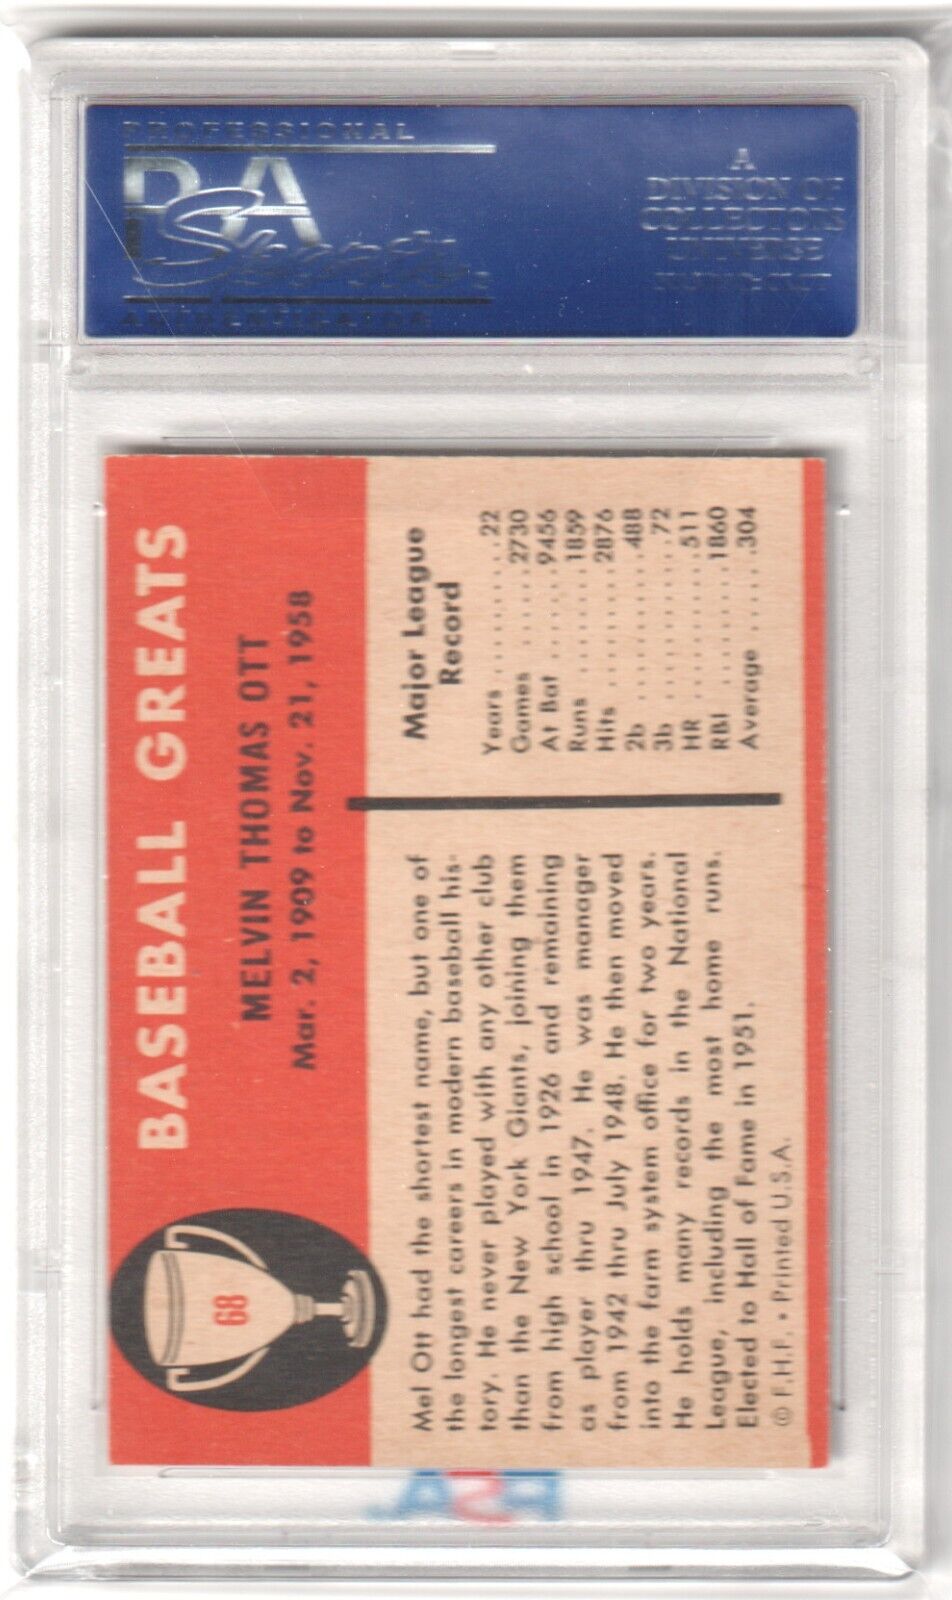 PROFESSIONAL
PSA
Sports
AUTHENTICATOR
A
DIVISION OF
COLLECTORS
UNIVERSE
68
BASEBALL GREATS
MELVIN THOMAS OTT
Mar. 2, 1909 to Nov. 21, 1958
Mel Ott had the shortest name, but one of
the longest careers in modern baseball his-
tory. He never played with any other club
than the New York Giants, joining them
from high school in 1926 and remaining
as player thru 1947. He was manager
from 1942 thru July 1948. He then moved
into the farm system office for two years.
He holds many records in the National
League, including the most home runs.
Elected to Hall of Fame in 1951.
© F.H.F. • Printed U.S.A.
Major League
Record
Years ........... 22
Games ..... 2730
At Bat ...... 9456
Runs ........ 1859
Hits .......... 2876
2b ............. 488
3b ............... 72
HR ............. 511
RBI .......... 1860
Average ..... .304
PSA